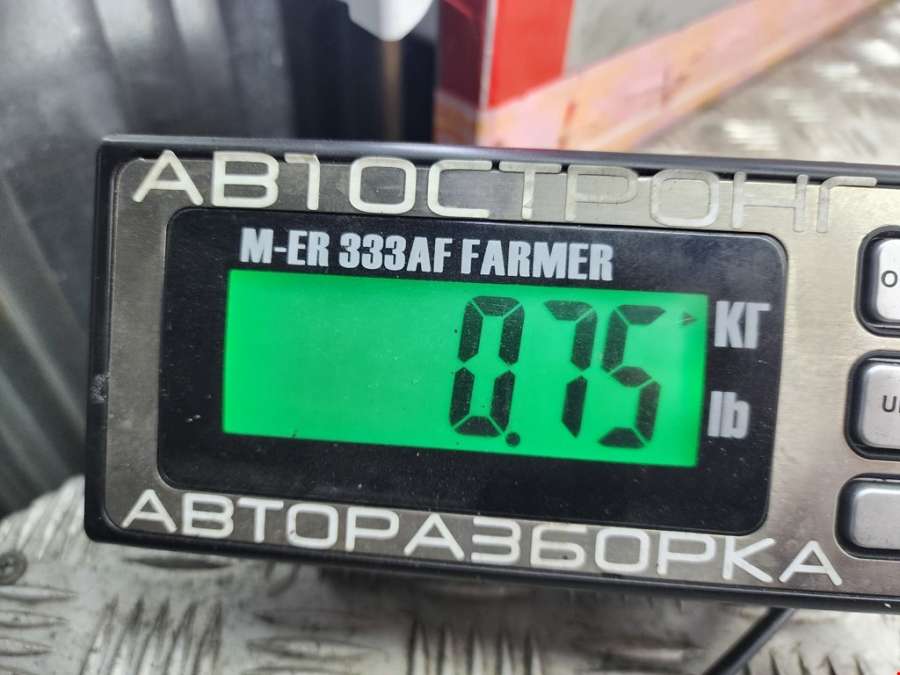 АВТОСТРОНГ
M-ER 333AF FARMER
0.75 КГ
lb
АВТОРАЗБОРКА